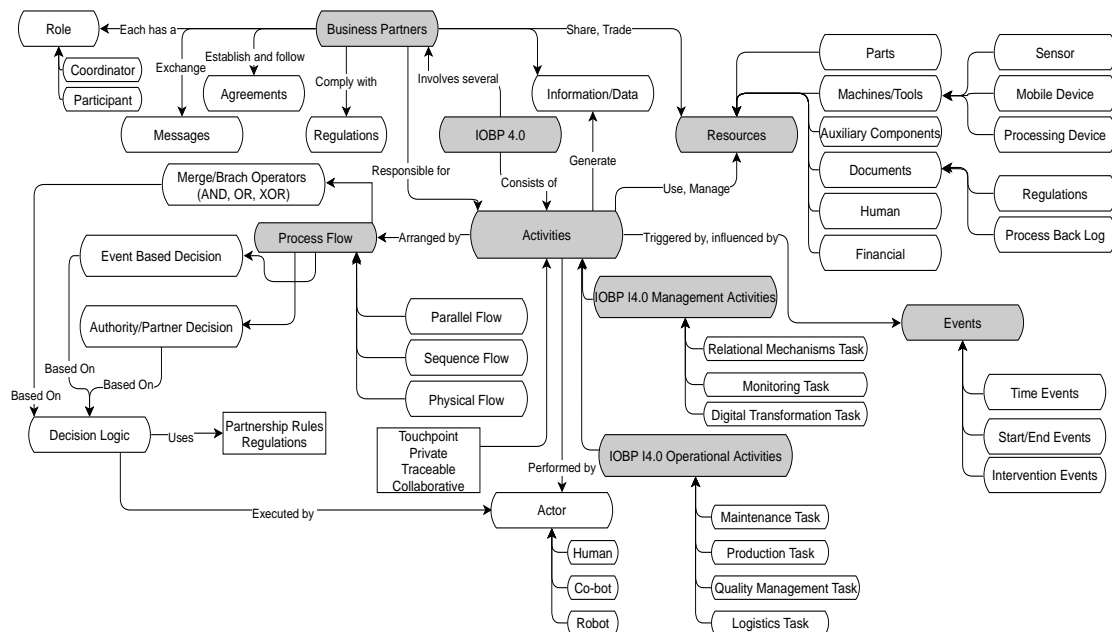 Role
Each has a
Business Partners
Share, Trade
Exchange
Establish and follow
Comply with
Involves several
Coordinator
Participant
Agreements
Messages
Regulations
IOBP 4.0
Information/Data
Resources
Parts
Machines/Tools
Auxiliary Components
Documents
Human
Financial
Sensor
Mobile Device
Processing Device
Regulations
Process Back Log
Responsible for
Consists of
Generate
Use, Manage
Merge/Brach Operators
(AND, OR, XOR)
Process Flow
Arranged by
Activities
Triggered by, influenced by
Event Based Decision
Authority/Partner Decision
Parallel Flow
Sequence Flow
Physical Flow
IOBP I4.0 Management Activities
Relational Mechanisms Task
Monitoring Task
Digital Transformation Task
Events
Time Events
Start/End Events
Intervention Events
Based On
Based On
Based On
Decision Logic
Uses
Partnership Rules
Regulations
Touchpoint
Private
Traceable
Collaborative
Performed by
IOBP I4.0 Operational Activities
Maintenance Task
Production Task
Quality Management Task
Logistics Task
Executed by
Actor
Human
Co-bot
Robot